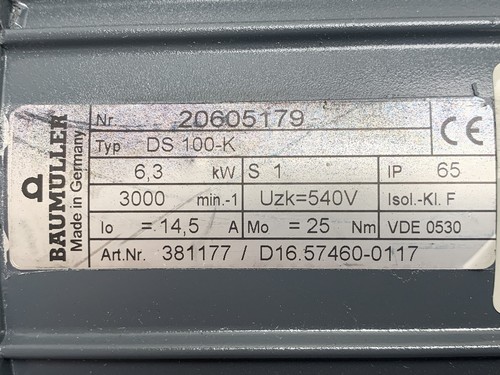 BAUMÜLLER
Made in Germany
Nr 20605179
Typ DS 100-K
6,3 kW S 1 IP 65
3000 min.-1 Uzk=540V Isol.-Kl. F
Io = 14,5 A Mo = 25 Nm VDE 0530
Art.Nr. 381177 / D16.57460-0117
CE